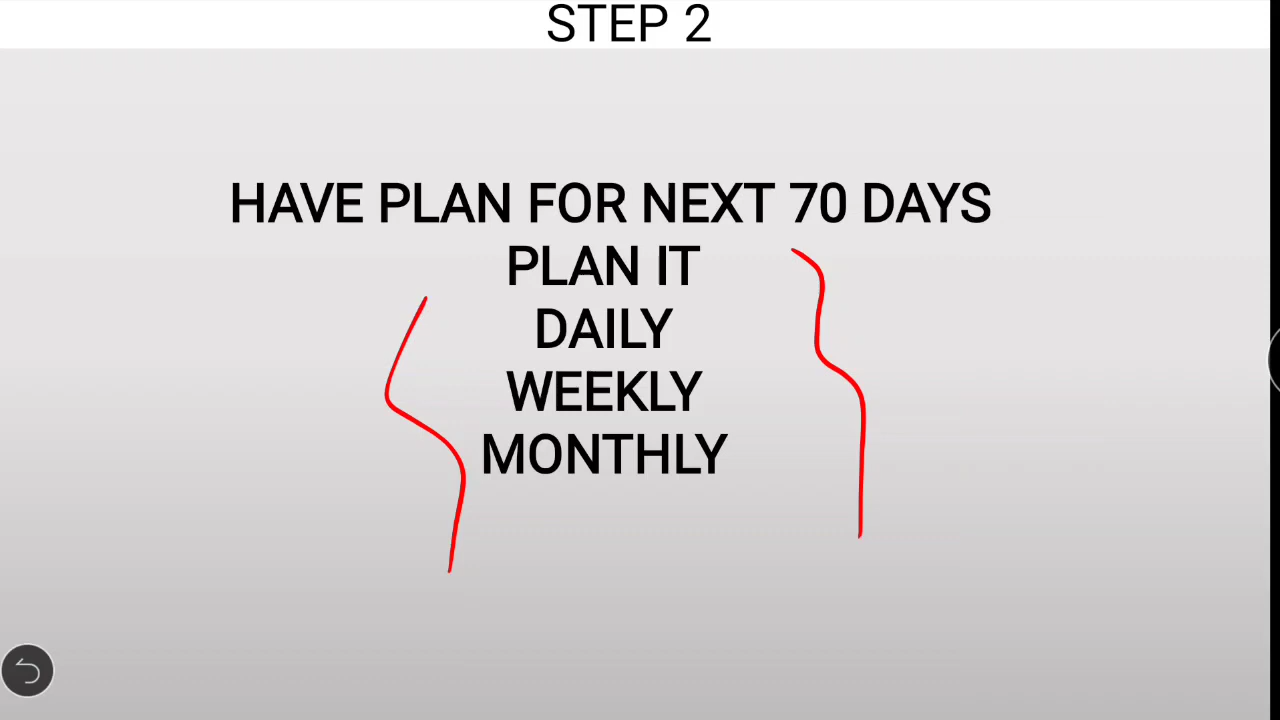 STEP 2
HAVE PLAN FOR NEXT 70 DAYS
PLAN IT
DAILY
WEEKLY
MONTHLY